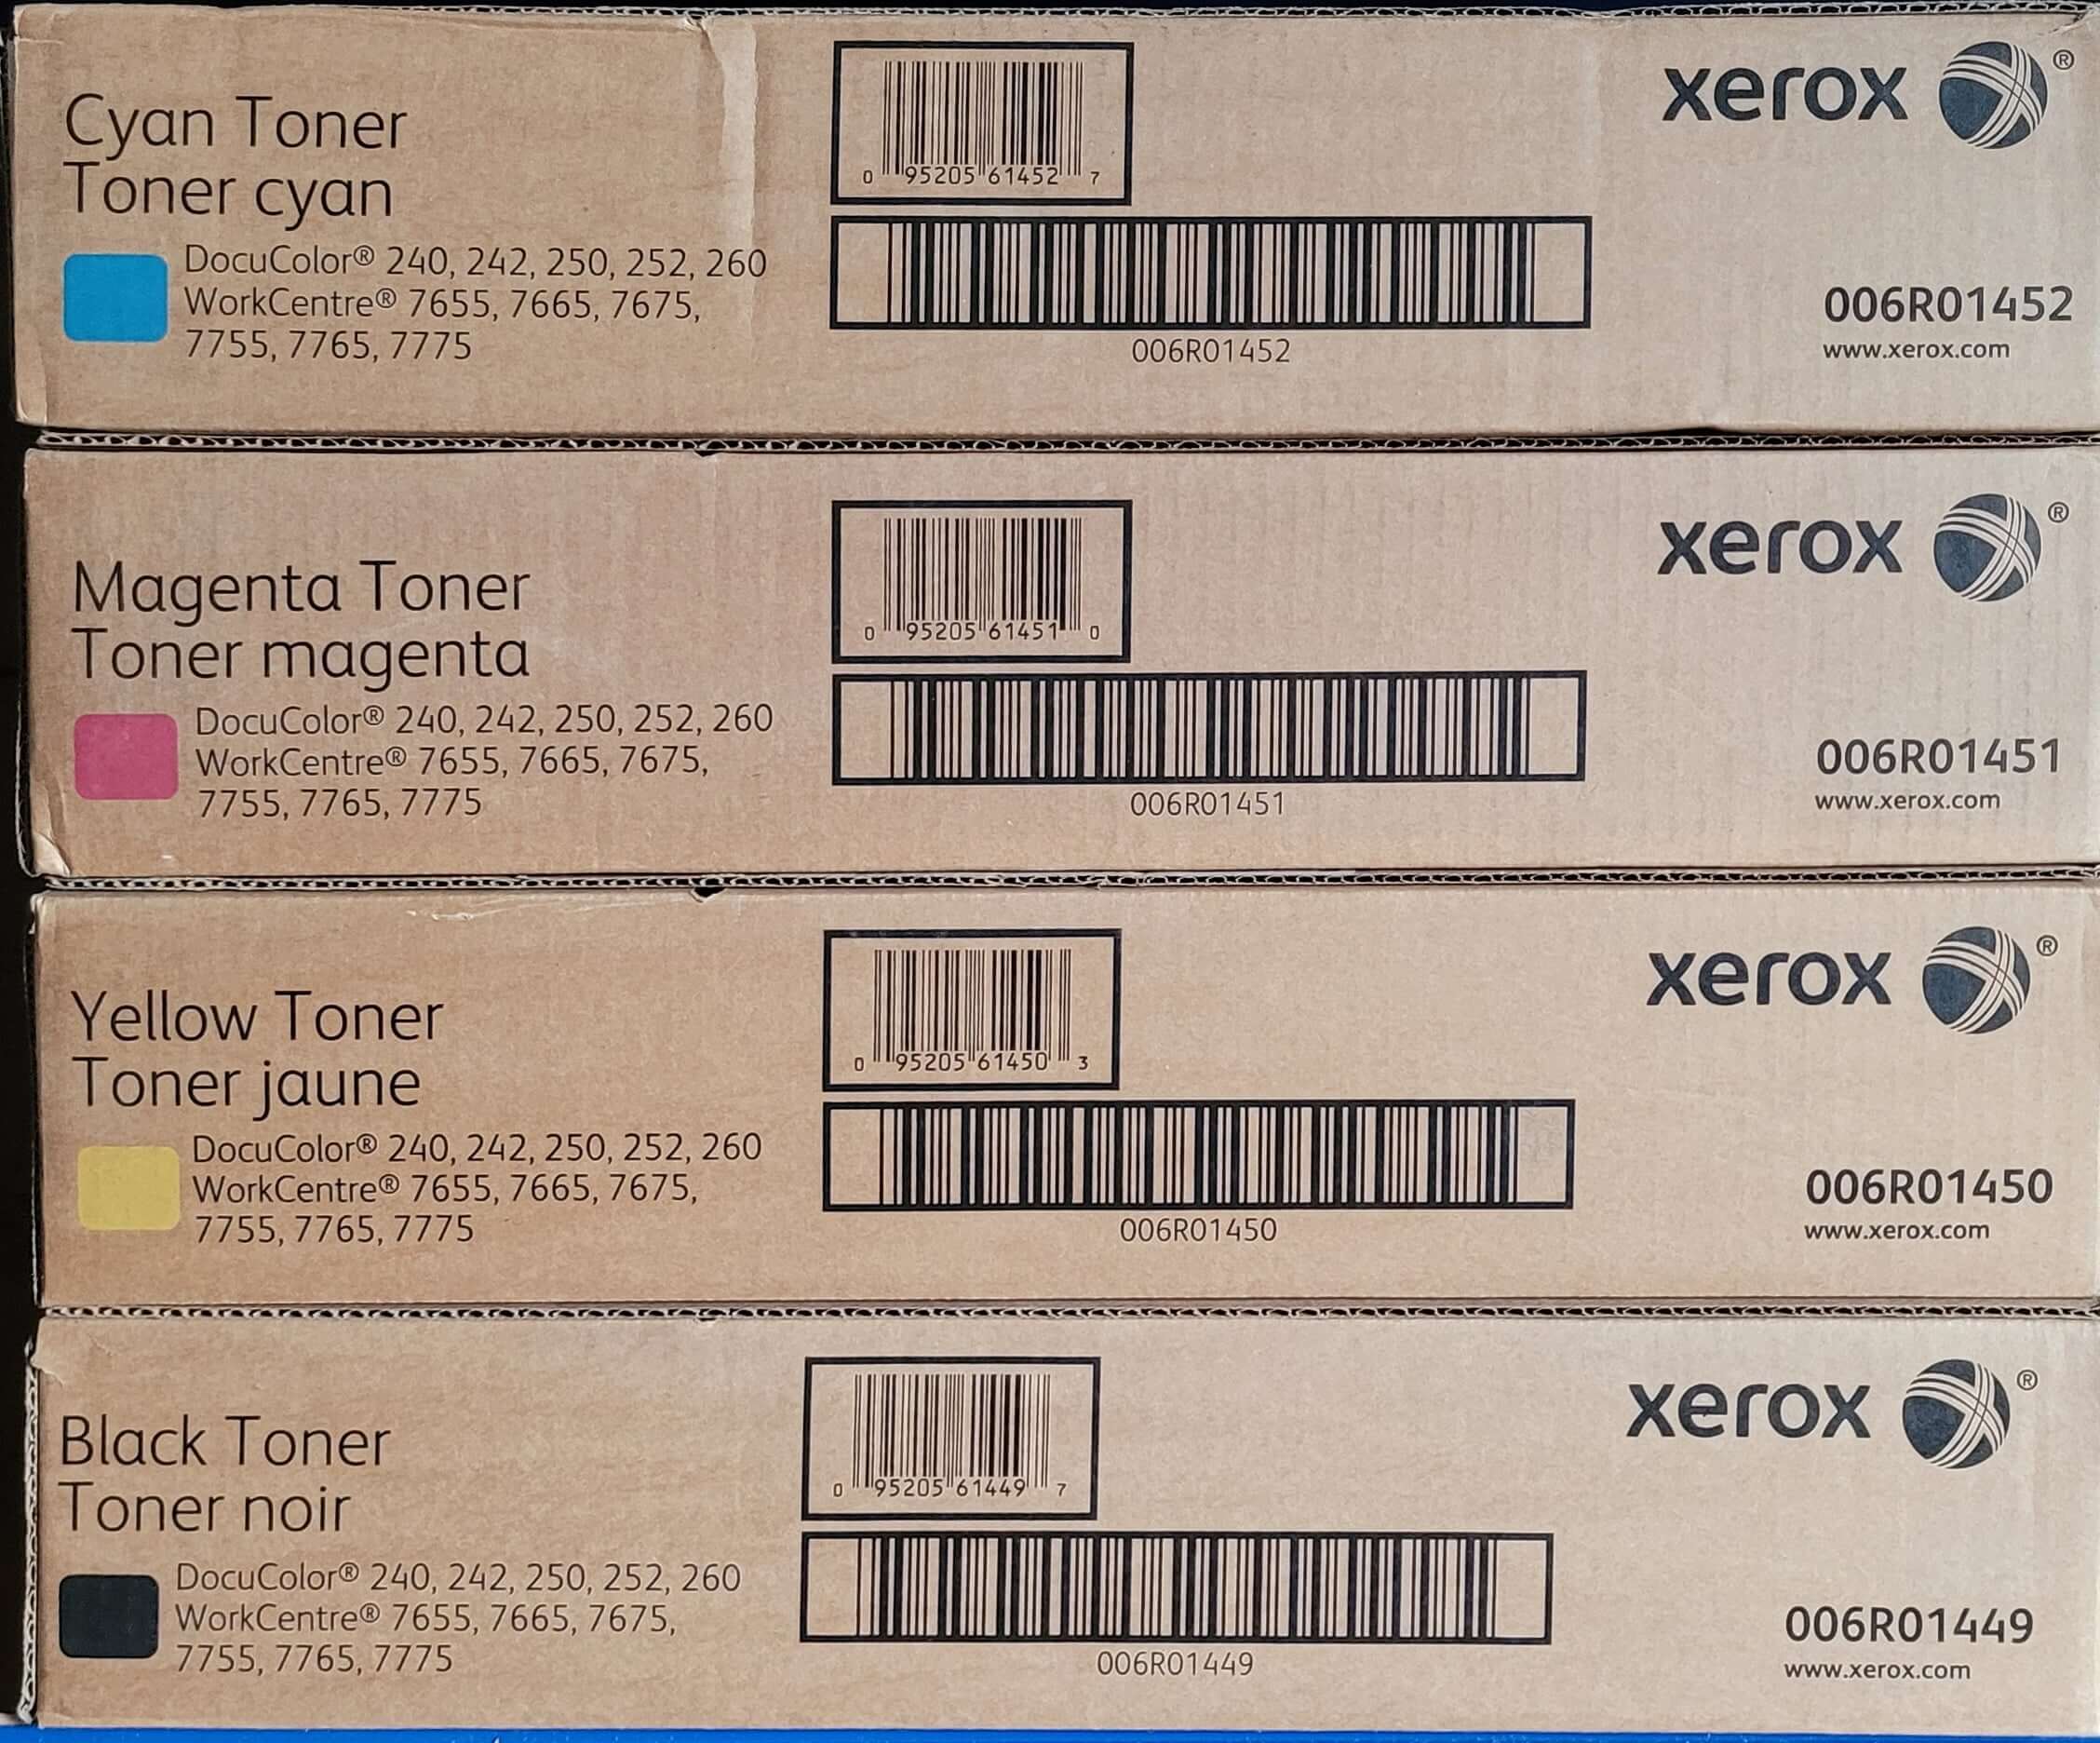 Cyan Toner
Toner cyan
DocuColor® 240, 242, 250, 252, 260
WorkCentre® 7655, 7665, 7675,
7755, 7765, 7775
0 95205 61452 7
006R01452
xerox ®
006R01452
www.xerox.com
Magenta Toner
Toner magenta
DocuColor® 240, 242, 250, 252, 260
WorkCentre® 7655, 7665, 7675,
7755, 7765, 7775
0 95205 61451 0
006R01451
xerox ®
006R01451
www.xerox.com
Yellow Toner
Toner jaune
DocuColor® 240, 242, 250, 252, 260
WorkCentre® 7655, 7665, 7675,
7755, 7765, 7775
0 95205 61450 3
006R01450
xerox ®
006R01450
www.xerox.com
Black Toner
Toner noir
DocuColor® 240, 242, 250, 252, 260
WorkCentre® 7655, 7665, 7675,
7755, 7765, 7775
0 95205 61449 7
006R01449
xerox ®
006R01449
www.xerox.com